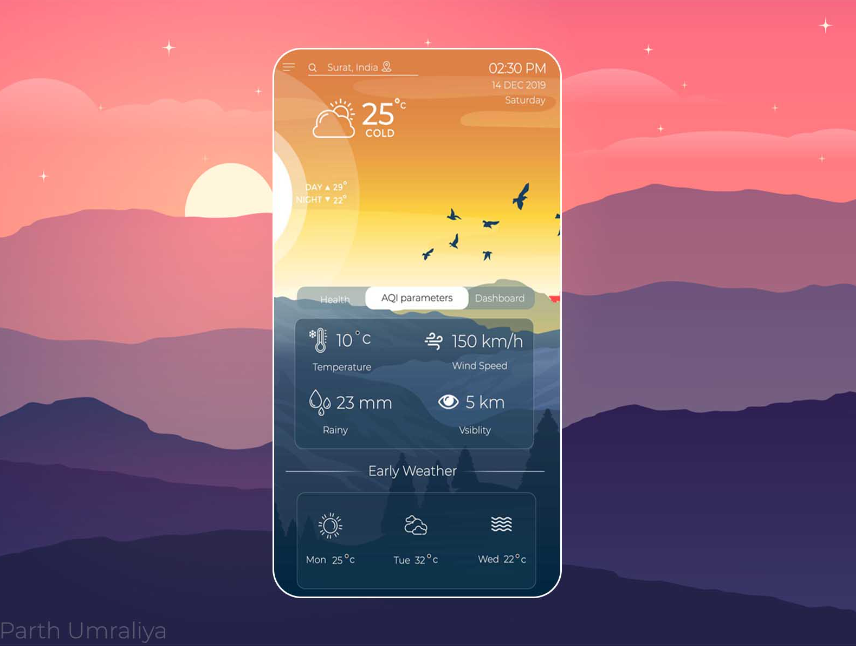 Surat, India
02:30 PM
14 DEC 2019
Saturday
25°c
COLD
DAY ▲ 29°
NIGHT ▼ 22°
Health
AQI parameters
Dashboard
10°c
Temperature
150 km/h
Wind Speed
23 mm
Rainy
5 km
Vsiblity
Early Weather
Mon 25°c
Tue 32°c
Wed 22°c
Parth Umraliya